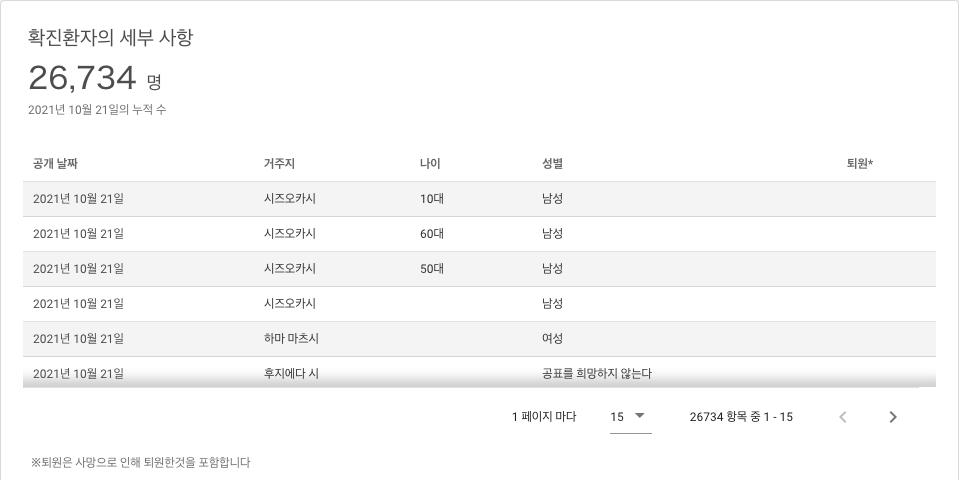 확진환자의 세부 사항
26,734 명
2021년 10월 21일의 누적 수
공개 날짜 거주지 나이 성별 퇴원*
2021년 10월 21일 시즈오카시 10대 남성
2021년 10월 21일 시즈오카시 60대 남성
2021년 10월 21일 시즈오카시 50대 남성
2021년 10월 21일 시즈오카시 남성
2021년 10월 21일 하마 마츠시 여성
2021년 10월 21일 후지에다 시 공표를 희망하지 않는다
1 페이지 마다 15 26734 항목 중 1 - 15
※퇴원은 사망으로 인해 퇴원한것을 포함합니다